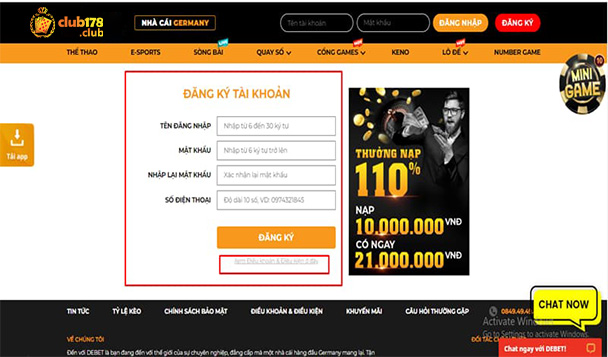 club178
.club
NHÀ CÁI GERMANY
Tên tài khoản
Mật khẩu
ĐĂNG NHẬP
ĐĂNG KÝ
THỂ THAO
E-SPORTS
SÒNG BÀI
QUAY SỐ
CỔNG GAMES
KENO
LÔ ĐỀ
NUMBER GAME
MINI
GAME
10
Tải app
ĐĂNG KÝ TÀI KHOẢN
TÊN ĐĂNG NHẬP
Nhập từ 6 đến 30 ký tự
MẬT KHẨU
Nhập từ 6 ký tự trở lên
NHẬP LẠI MẬT KHẨU
Xác nhận lại mật khẩu
SỐ ĐIỆN THOẠI
Độ dài 10 số, VD: 0974321845
ĐĂNG KÝ
Xem Điều khoản & Điều kiện ở đây
THƯỞNG NẠP
110%
NẠP
10.000.000 VNĐ
CÓ NGAY
21.000.000 VNĐ
TIN TỨC
TỶ LỆ KÈO
CHÍNH SÁCH BẢO MẬT
ĐIỀU KHOẢN & ĐIỀU KIỆN
KHUYẾN MÃI
CÂU HỎI THƯỜNG GẶP
0849.49.4
CHAT NOW
Activate Win
Go to Settings to activate Windows.
VỀ CHÚNG TÔI
ĐỐI TÁC
Đến với DEBET là bạn đang đến với thế giới của sự chuyên nghiệp, đẳng cấp mà một nhà cái hàng đầu Germany mang lại. Tận
Chat ngay với DEBET!